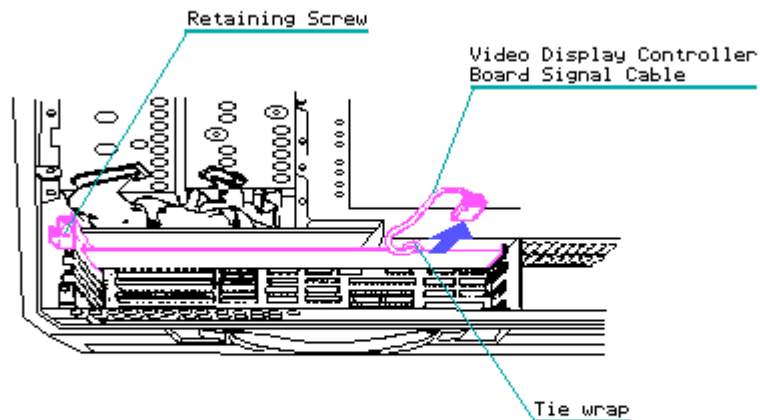 Retaining Screw
Video Display Controller
Board Signal Cable
Tie wrap